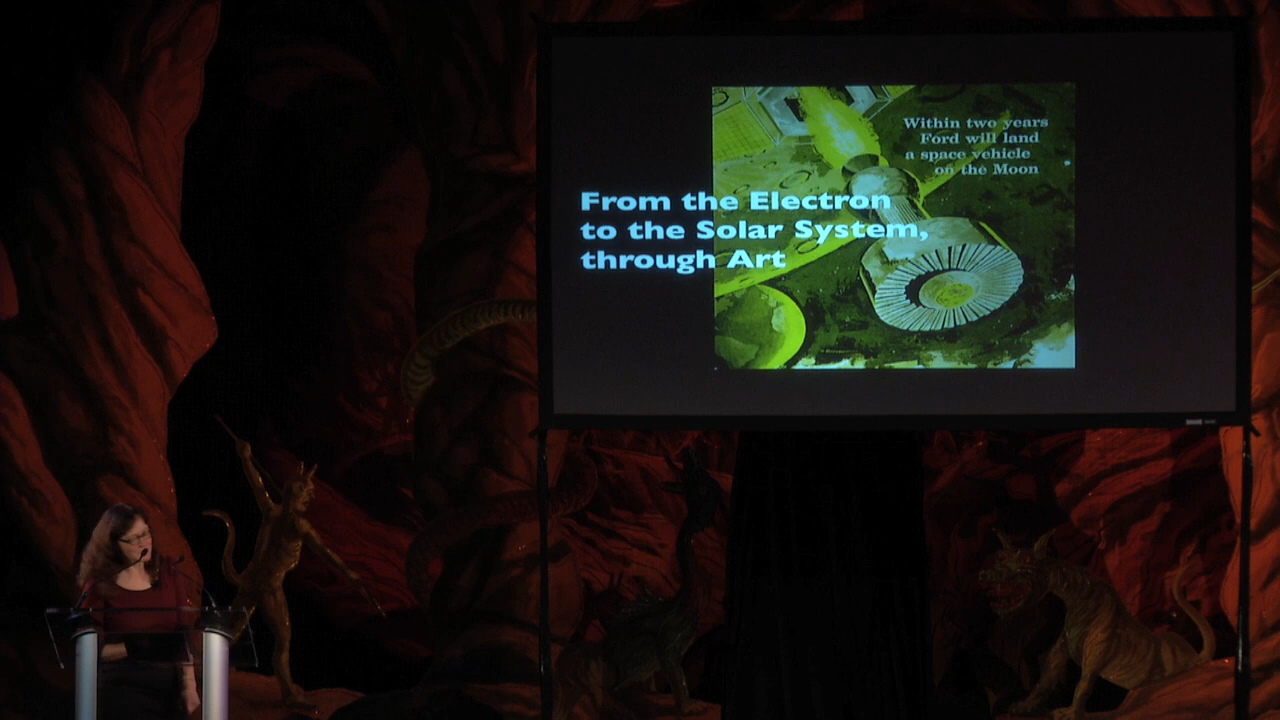 Within two years
Ford will land
a space vehicle
on the Moon
From the Electron
to the Solar System,
through Art